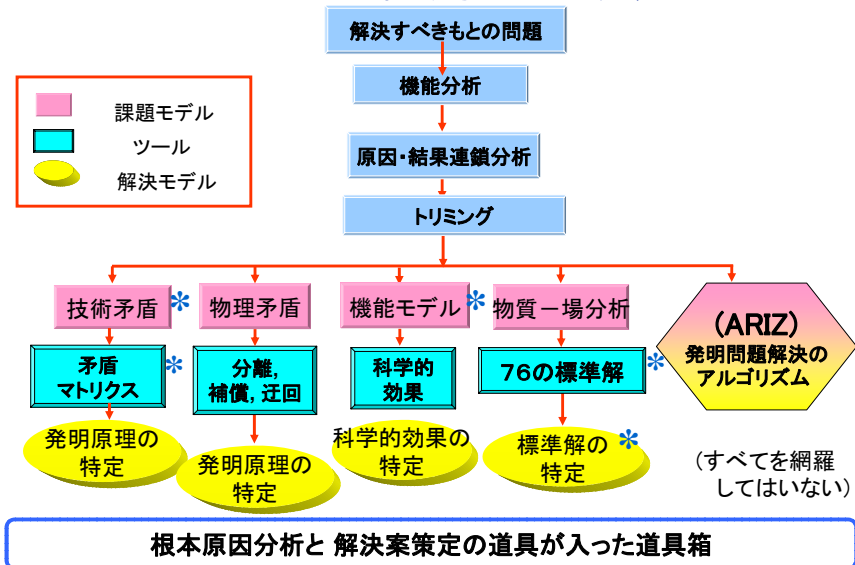 解決すべきもとの問題
機能分析
原因・結果連鎖分析
トリミング
課題モデル
ツール
解決モデル
技術矛盾*
物理矛盾
機能モデル*
物質－場分析
(ARIZ)
発明問題解決の
アルゴリズム
矛盾
マトリクス*
分離,
補償, 迂回
科学的
効果
76の標準解*
発明原理の
特定
発明原理の
特定
科学的効果の
特定
標準解の
特定*
(すべてを網羅
してはいない)
根本原因分析と 解決案策定の道具が入った道具箱